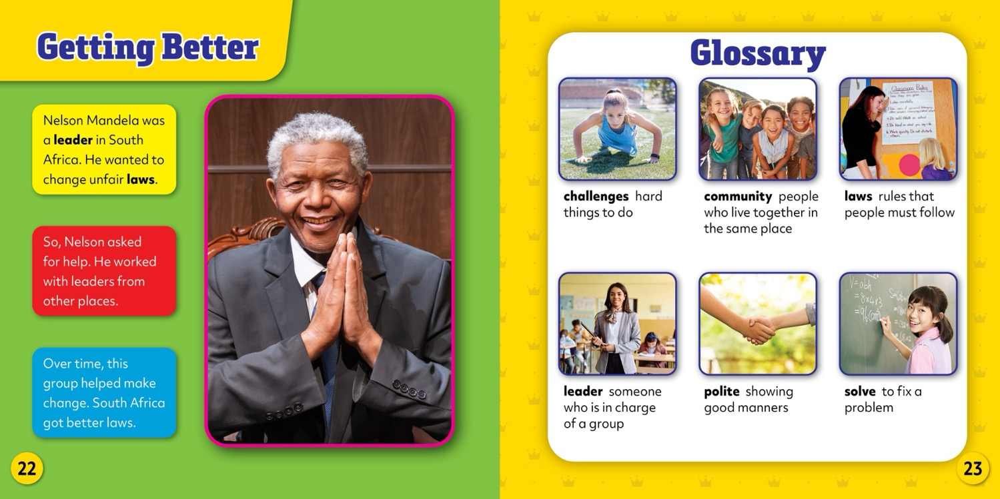 Getting Better
Nelson Mandela was
a leader in South
Africa. He wanted to
change unfair laws.
So, Nelson asked
for help. He worked
with leaders from
other places.
Over time, this
group helped make
change. South Africa
got better laws.
22
Glossary
Classroom Rules
challenges hard
things to do
community people
who live together in
the same place
laws rules that
people must follow
V=abh
=8x4x3
leader someone
who is in charge
of a group
polite showing
good manners
solve to fix a
problem
23